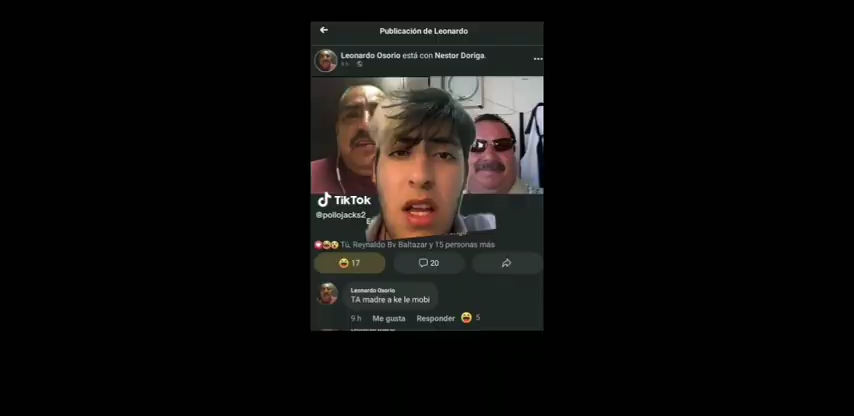 Publicación de Leonardo
Leonardo Osorio está con Nestor Doriga.
TikTok
@pollojacks2
Tú, Reynaldo Bv Baltazar y 15 personas más
17
20
Leonardo Osorio
TA madre a ke le mobi
9 h Me gusta Responder 5